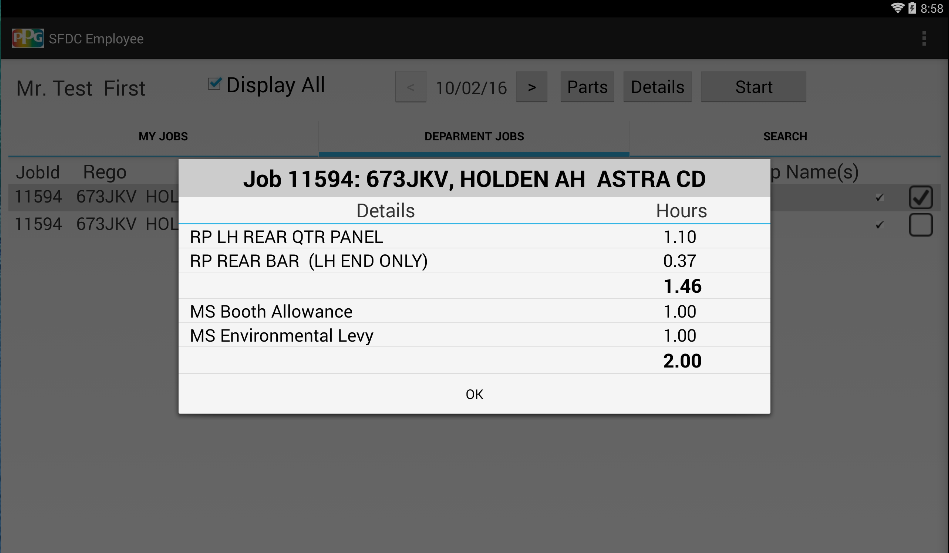 8:58
PPG SFDC Employee
Mr. Test First Display All < 10/02/16 > Parts Details Start
MY JOBS DEPARMENT JOBS SEARCH
JobId Rego p Name(s)
11594 673JKV HOL
11594 673JKV HOL
Job 11594: 673JKV, HOLDEN AH ASTRA CD
Details Hours
RP LH REAR QTR PANEL 1.10
RP REAR BAR (LH END ONLY) 0.37
1.46
MS Booth Allowance 1.00
MS Environmental Levy 1.00
2.00
OK